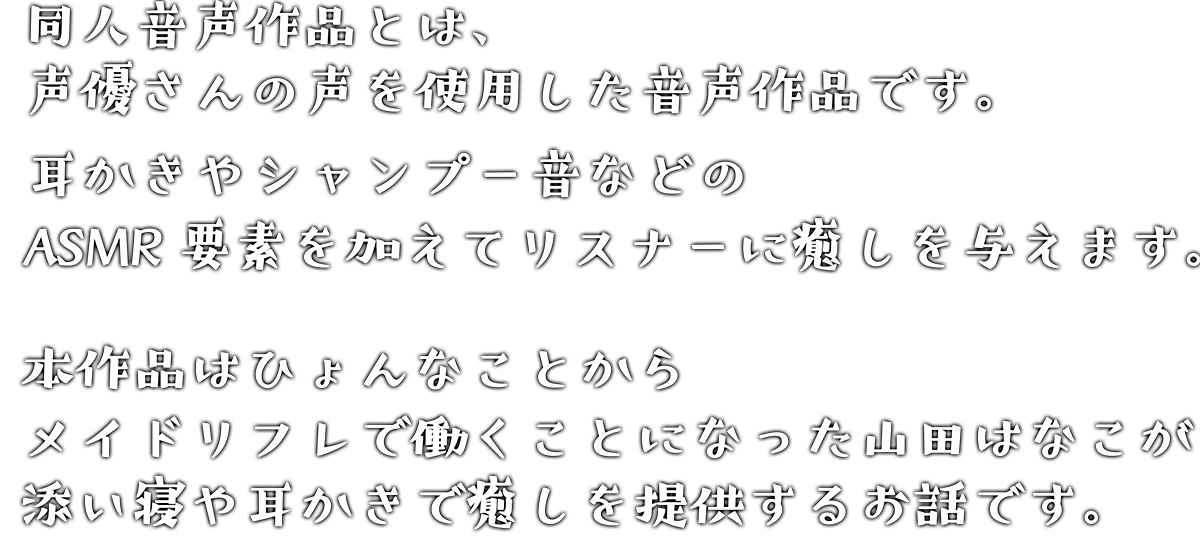 同人音声作品とは、
声優さんの声を使用した音声作品です。
耳かきやシャンプー音などの
ASMR要素を加えてリスナーに癒しを与えます。
本作品はひょんなことから
メイドリフレで働くことになった山田はなこが
添い寝や耳かきで癒しを提供するお話です。